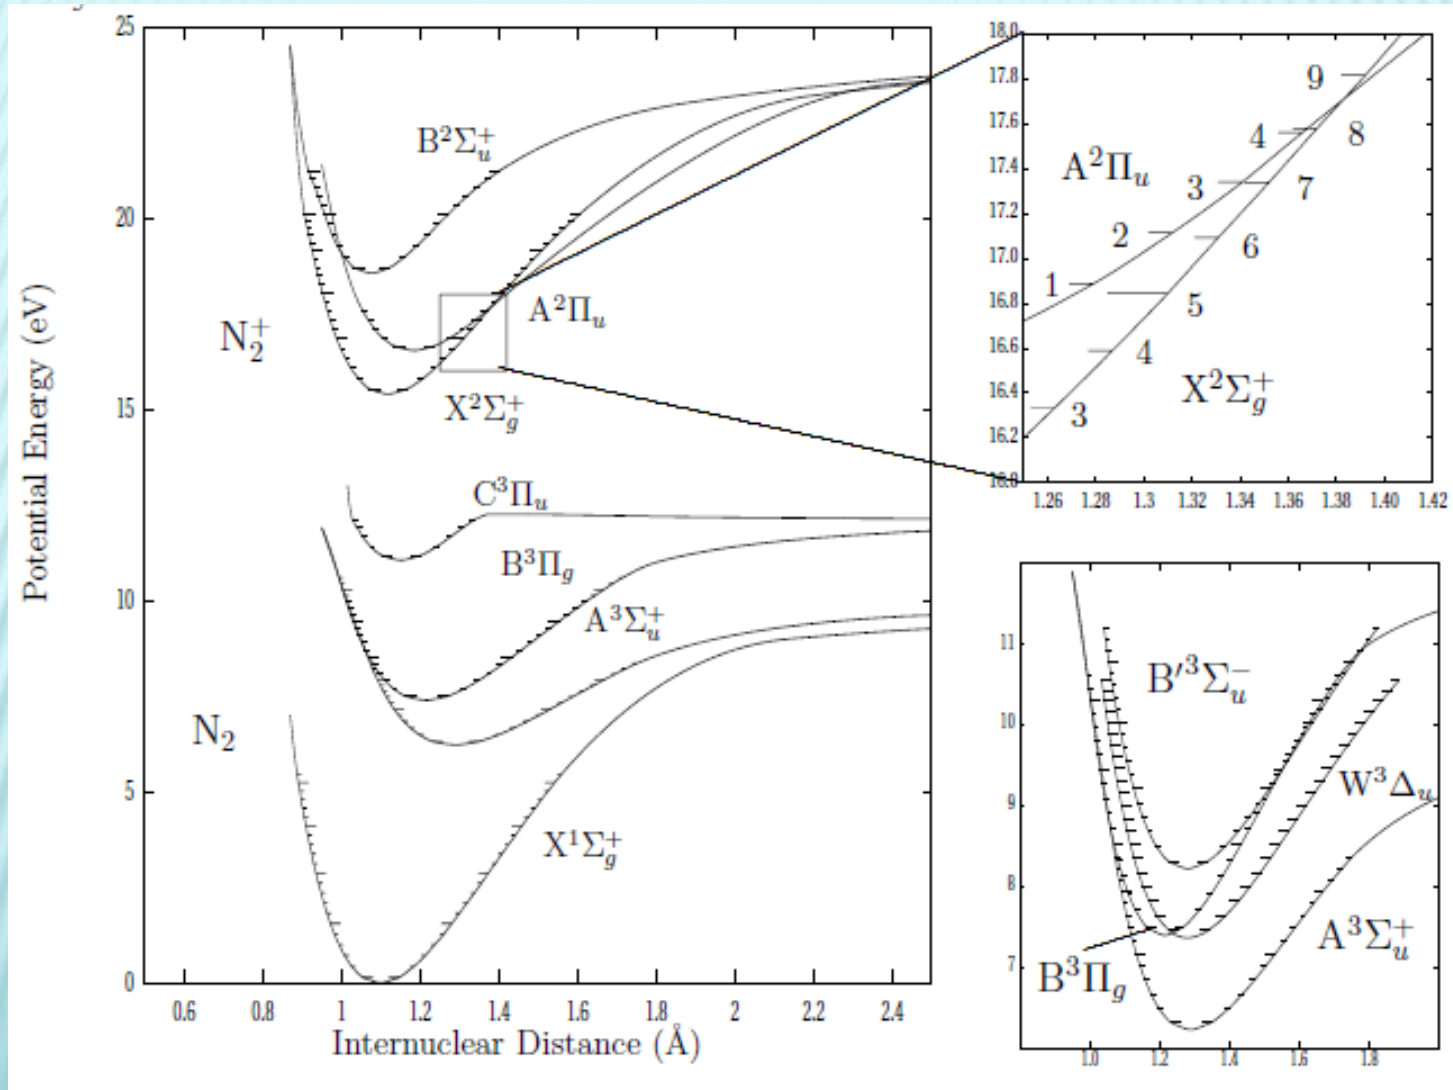 Potential Energy (eV)
25
20
15
10
5
0
0.6 0.8 1 1.2 1.4 1.6 1.8 2 2.2 2.4
Internuclear Distance (Å)
N₂⁺
B²Σᵤ⁺
A²Πᵤ
X²Σg⁺
C³Πᵤ
B³Πg
A³Σᵤ⁺
N₂
X¹Σg⁺
18.0
17.8
17.6
17.4
17.2
17.0
16.8
16.6
16.4
16.2
16.0
1.26 1.28 1.3 1.32 1.34 1.36 1.38 1.40 1.42
A²Πᵤ
1
2
3
4
9
8
7
6
5
4
3
X²Σg⁺
11
10
9
8
7
1.0 1.2 1.4 1.6 1.8
B′³Σᵤ⁻
W³Δᵤ
A³Σᵤ⁺
B³Πg